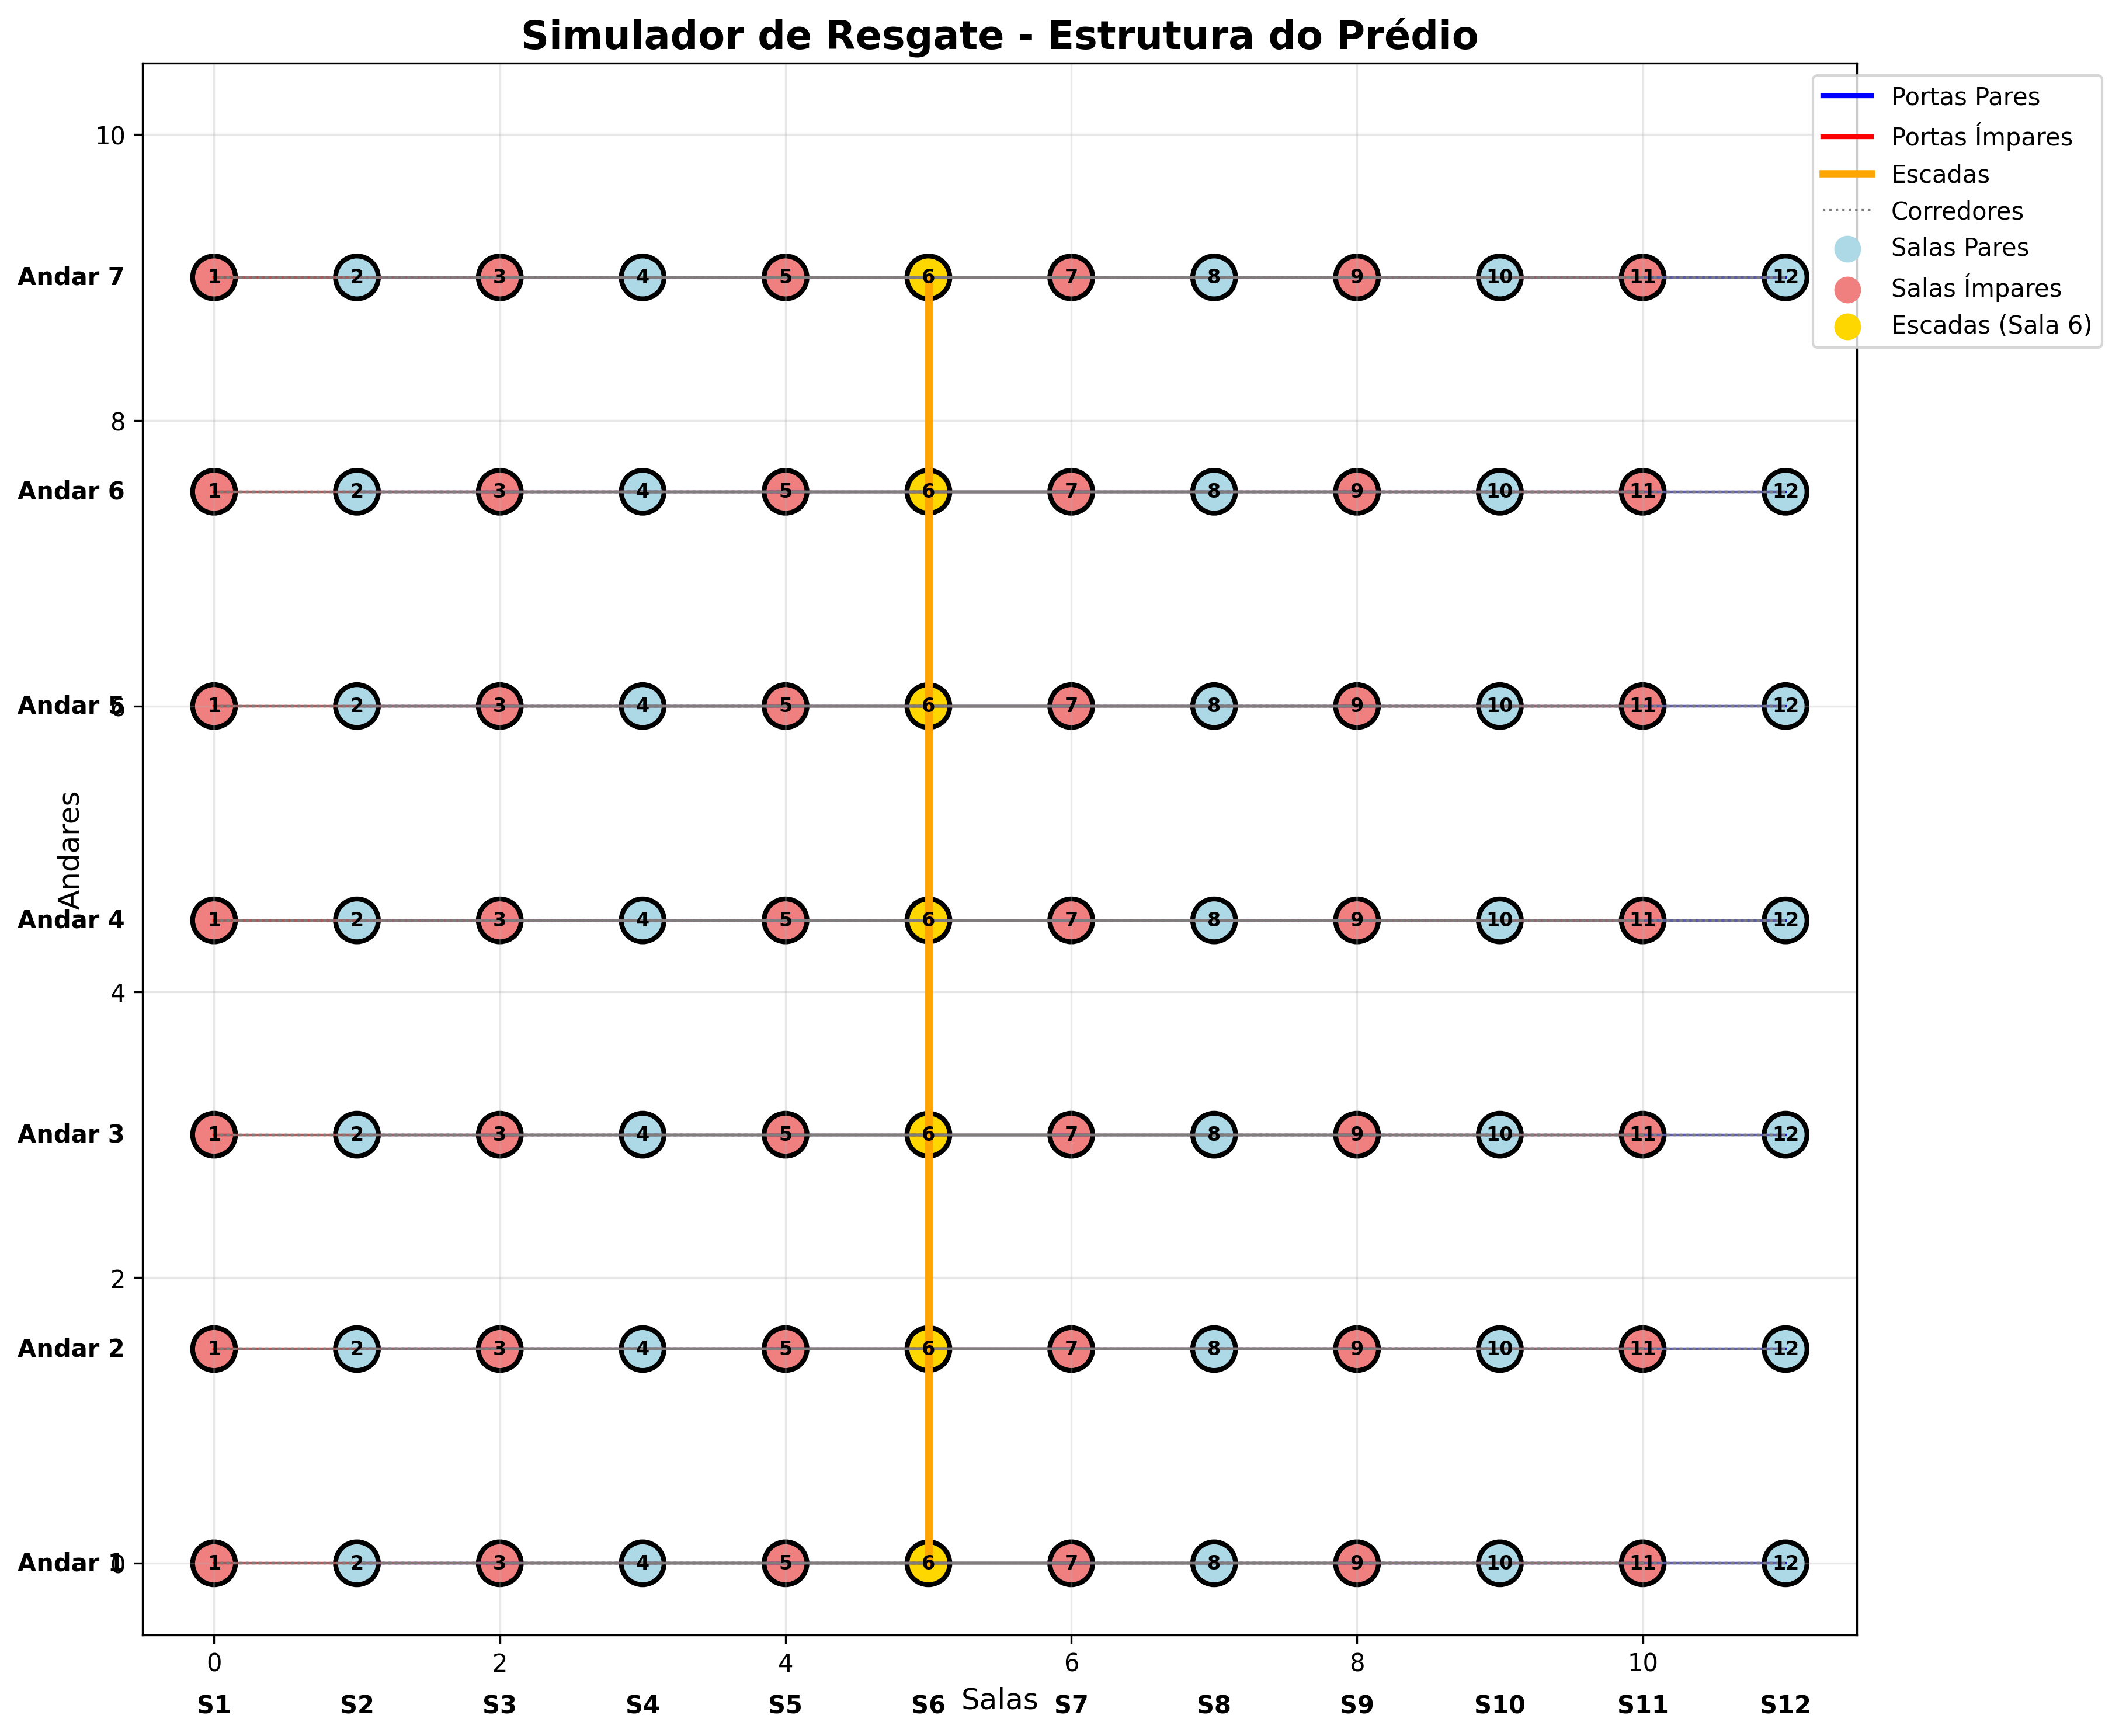 Simulador de Resgate - Estrutura do Prédio
Portas Pares
Portas Ímpares
Escadas
Corredores
Salas Pares
Salas Ímpares
Escadas (Sala 6)
10
Andar 7 1 2 3 4 5 6 7 8 9 10 11 12
8
Andar 6 1 2 3 4 5 6 7 8 9 10 11 12
Andar 5 6 1 2 3 4 5 6 7 8 9 10 11 12
Andares
Andar 4 1 2 3 4 5 6 7 8 9 10 11 12
4
Andar 3 1 2 3 4 5 6 7 8 9 10 11 12
2
Andar 2 1 2 3 4 5 6 7 8 9 10 11 12
Andar 1 0 1 2 3 4 5 6 7 8 9 10 11 12
0 2 4 6 8 10
S1 S2 S3 S4 S5 S6 Salas S7 S8 S9 S10 S11 S12